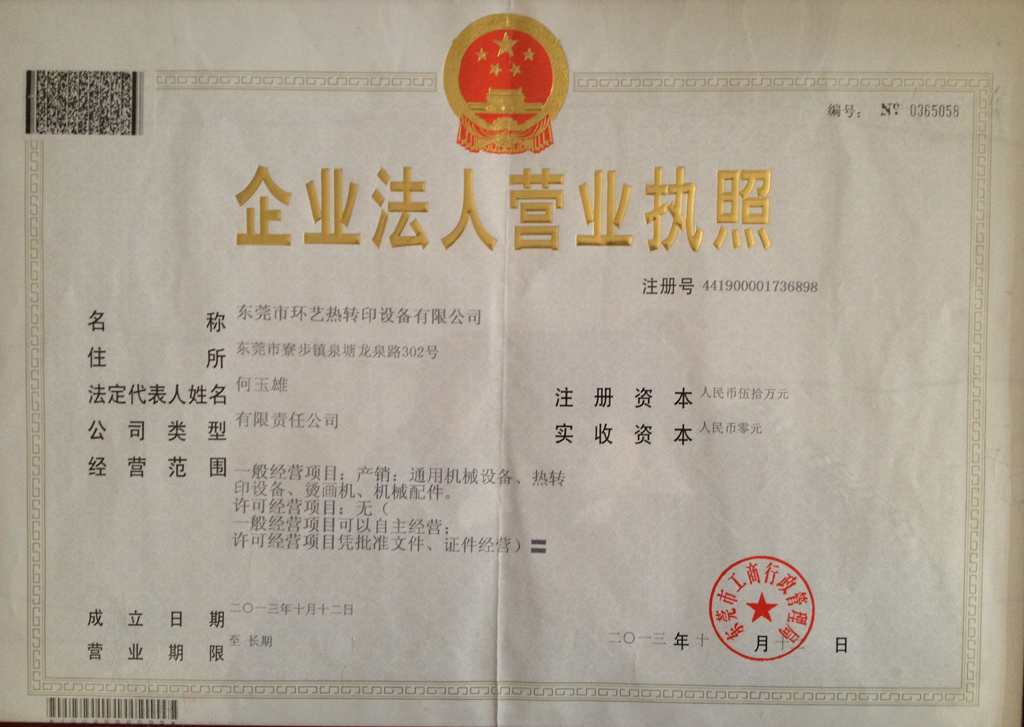 编号： Nº 0365058
企业法人营业执照
注册号 441900001736898
名称 东莞市环艺热转印设备有限公司
住所 东莞市寮步镇泉塘龙泉路302号
法定代表人姓名 何玉雄
注册资本 人民币伍拾万元
公司类型 有限责任公司
实收资本 人民币零元
经营范围 一般经营项目：产销：通用机械设备、热转
印设备、烫画机、机械配件。
许可经营项目：无（
一般经营项目可以自主经营；
许可经营项目凭批准文件、证件经营）〓
东莞市工商行政管理局
成立日期 二〇一三年十月十二日
二〇一三年十月十二日
营业期限 至 长期